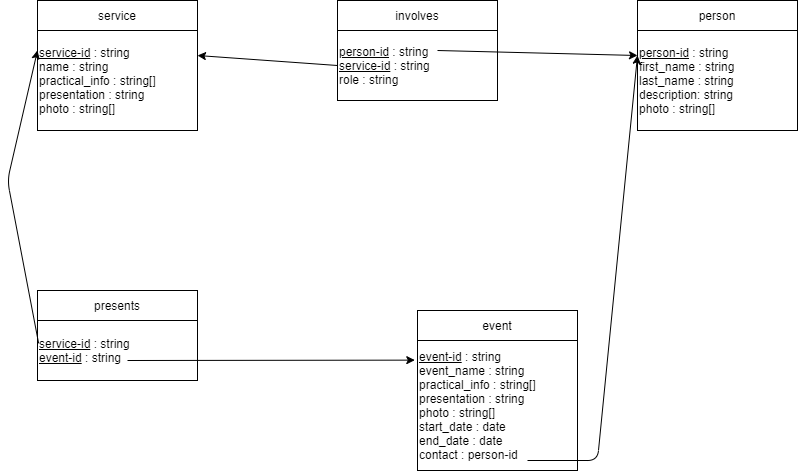 service
service-id : string
name : string
practical_info : string[]
presentation : string
photo : string[]
involves
person-id : string
service-id : string
role : string
person
person-id : string
first_name : string
last_name : string
description: string
photo : string[]
presents
service-id : string
event-id : string
event
event-id : string
event_name : string
practical_info : string[]
presentation : string
photo : string[]
start_date : date
end_date : date
contact : person-id